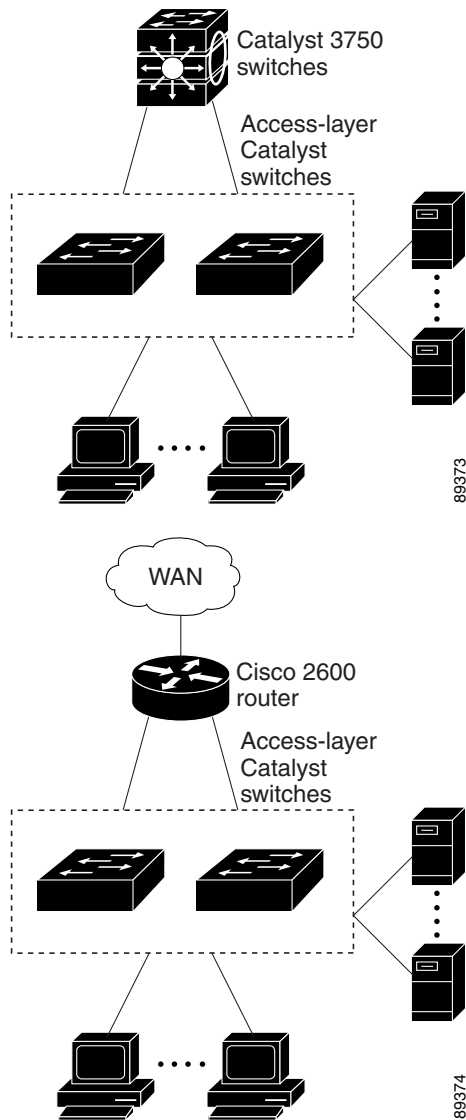 Catalyst 3750
switches
Access-layer
Catalyst
switches
89373
WAN
Cisco 2600
router
Access-layer
Catalyst
switches
89374